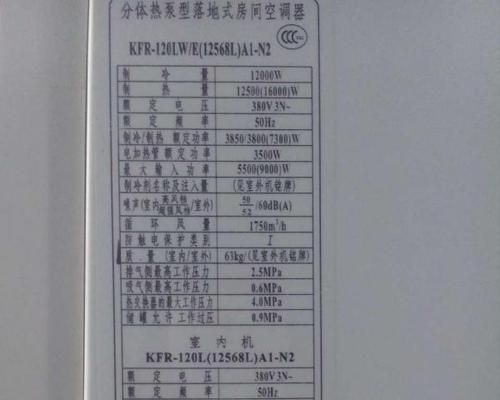 分体热泵型落地式房间空调器
KFR-120LW/E(12568L)A1-N2
制冷量 12000W
制热量 12500(16000)W
额定电压 380V3N~
额定频率 50Hz
制冷/制热 额定功率 3850/3800(7300)W
电加热管 额定功率 3500W
最大输入功率 5500(9000)W
制冷剂名称及注入量 (见室外机铭牌)
噪声(室内高风档/超强风档/室外) 50/52/60dB(A)
循环风量 1750m³/h
防触电保护类别 I
质量(室内/室外) 63kg/(见室外机铭牌)
排气侧最高工作压力 2.5MPa
吸气侧最高工作压力 0.6MPa
热交换器的最大工作压力 4.0MPa
储罐允许工作过压 0.9MPa
室内机
KFR-120L(12568L)A1-N2
额定电压 380V3N~
额定频率 50Hz